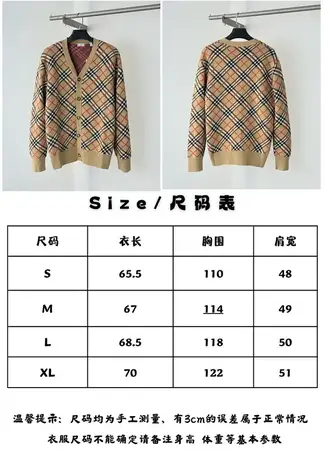 Size/尺码表
尺码 衣长 胸围 肩宽
S 65.5 110 48
M 67 114 49
L 68.5 118 50
XL 70 122 51
温馨提示: 尺码均为手工测量、有3cm的误差属于正常情况
衣服尺码不能确定请备注身高 体重等基本参数